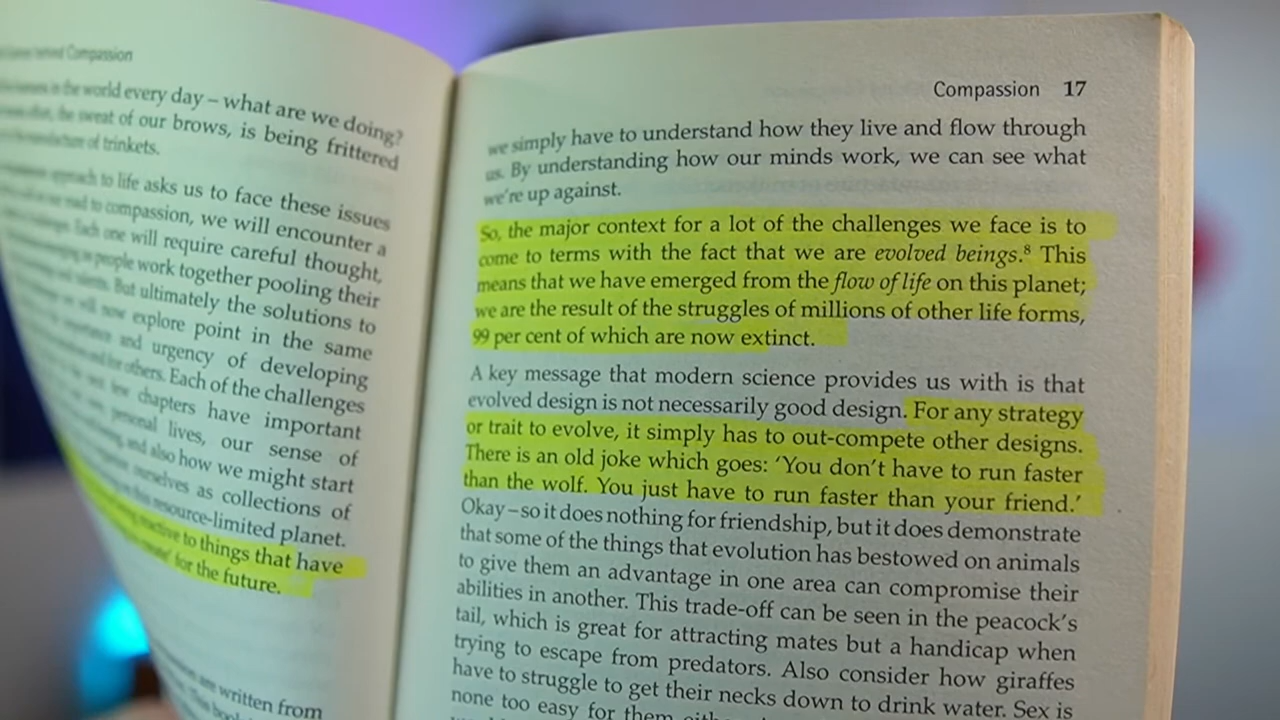 Compassion
in the world every day – what are we doing?
the sweat of our brows, is being frittered
of trinkets.
approach to life asks us to face these issues
to compassion, we will encounter a
Each one will require careful thought,
people work together pooling their
But ultimately the solutions to
will now explore point in the same
and urgency of developing
others. Each of the challenges
chapters have important
personal lives, our sense of
and also how we might start
ourselves as collections of
resource-limited planet.
to things that have
for the future.
are written from
Compassion 17
we simply have to understand how they live and flow through
us. By understanding how our minds work, we can see what
we're up against.
So, the major context for a lot of the challenges we face is to
come to terms with the fact that we are evolved beings.⁸ This
means that we have emerged from the flow of life on this planet;
we are the result of the struggles of millions of other life forms,
99 per cent of which are now extinct.
A key message that modern science provides us with is that
evolved design is not necessarily good design. For any strategy
or trait to evolve, it simply has to out-compete other designs.
There is an old joke which goes: 'You don't have to run faster
than the wolf. You just have to run faster than your friend.'
Okay – so it does nothing for friendship, but it does demonstrate
that some of the things that evolution has bestowed on animals
to give them an advantage in one area can compromise their
abilities in another. This trade-off can be seen in the peacock's
tail, which is great for attracting mates but a handicap when
trying to escape from predators. Also consider how giraffes
have to struggle to get their necks down to drink water. Sex is
none too easy for them